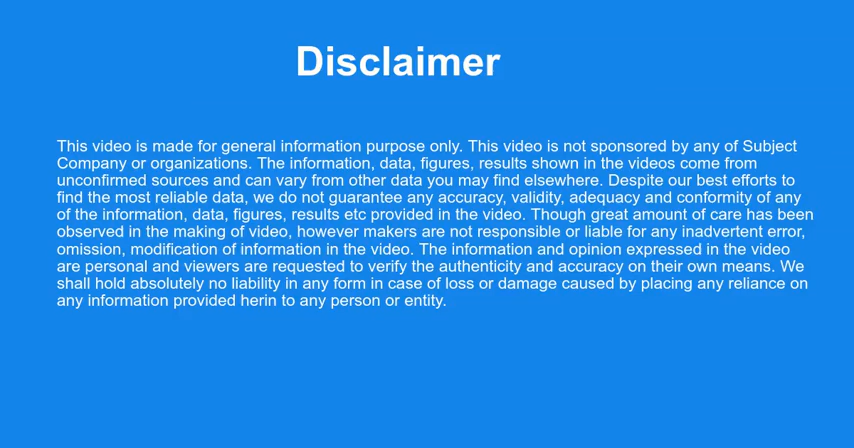 Disclaimer
This video is made for general information purpose only. This video is not sponsored by any of Subject
Company or organizations. The information, data, figures, results shown in the videos come from
unconfirmed sources and can vary from other data you may find elsewhere. Despite our best efforts to
find the most reliable data, we do not guarantee any accuracy, validity, adequacy and conformity of any
of the information, data, figures, results etc provided in the video. Though great amount of care has been
observed in the making of video, however makers are not responsible or liable for any inadvertent error,
omission, modification of information in the video. The information and opinion expressed in the video
are personal and viewers are requested to verify the authenticity and accuracy on their own means. We
shall hold absolutely no liability in any form in case of loss or damage caused by placing any reliance on
any information provided herin to any person or entity.